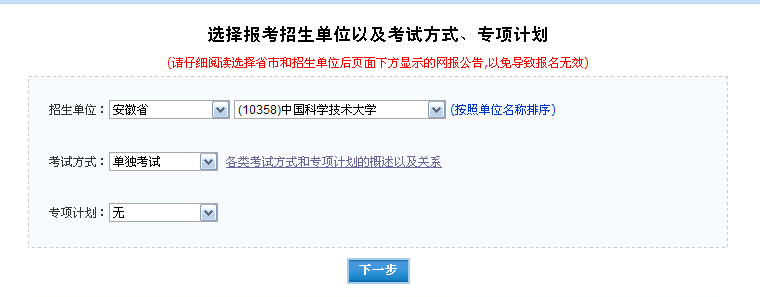 选择报考招生单位以及考试方式、专项计划
(请仔细阅读选择省市和招生单位后页面下方显示的网报公告,以免导致报名无效)
招生单位：安徽省 (10358)中国科学技术大学 (按照单位名称排序)
考试方式：单独考试 各类考试方式和专项计划的概述以及关系
专项计划：无
下一步